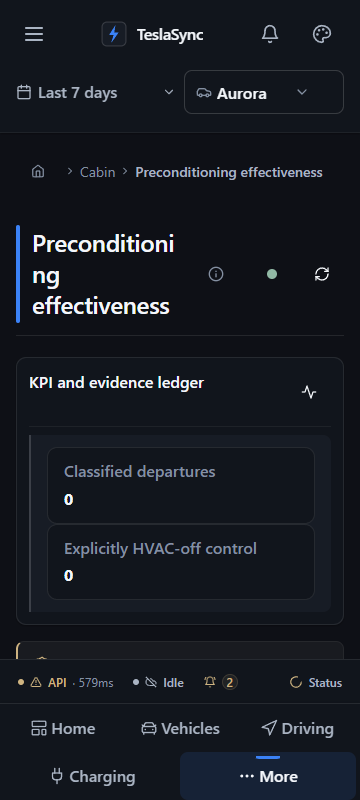 TeslaSync
Last 7 days
Aurora
Cabin
Preconditioning effectiveness
Preconditioni
ng
effectiveness
KPI and evidence ledger
Classified departures
0
Explicitly HVAC-off control
0
API · 579ms
Idle
2
Status
Home
Vehicles
Driving
Charging
More